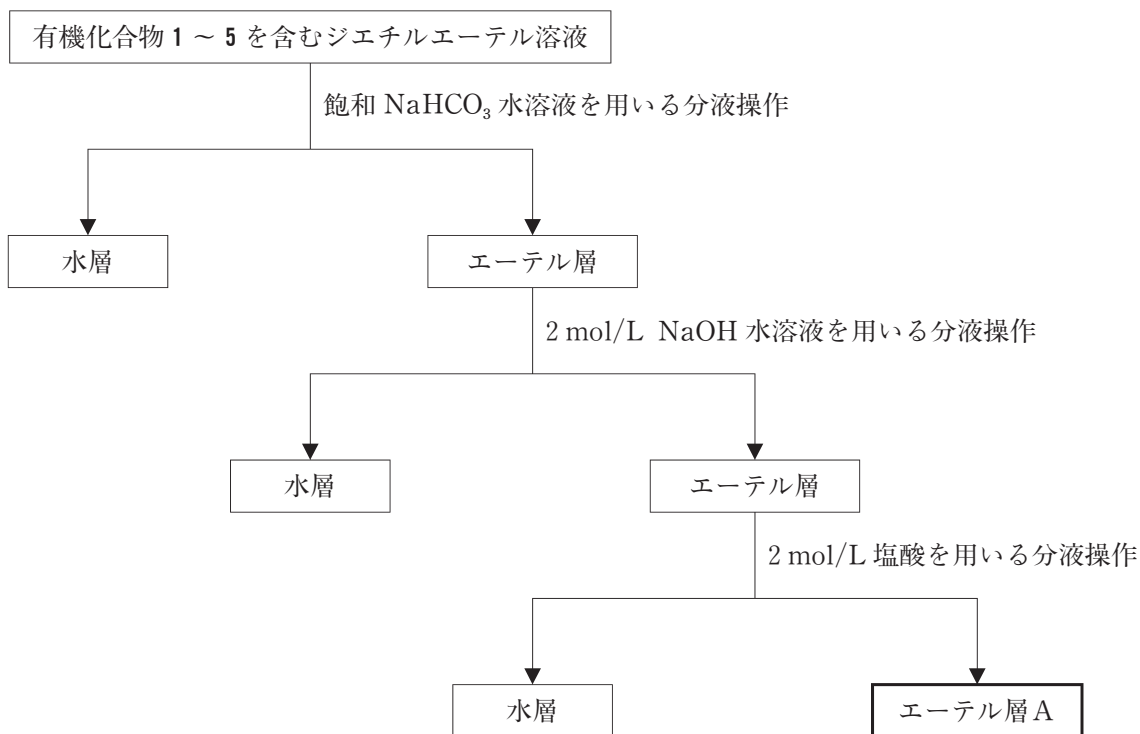 有機化合物 1 ~ 5 を含むジエチルエーテル溶液
飽和 NaHCO₃ 水溶液を用いる分液操作
水層
エーテル層
2 mol/L NaOH 水溶液を用いる分液操作
水層
エーテル層
2 mol/L 塩酸を用いる分液操作
水層
エーテル層 A